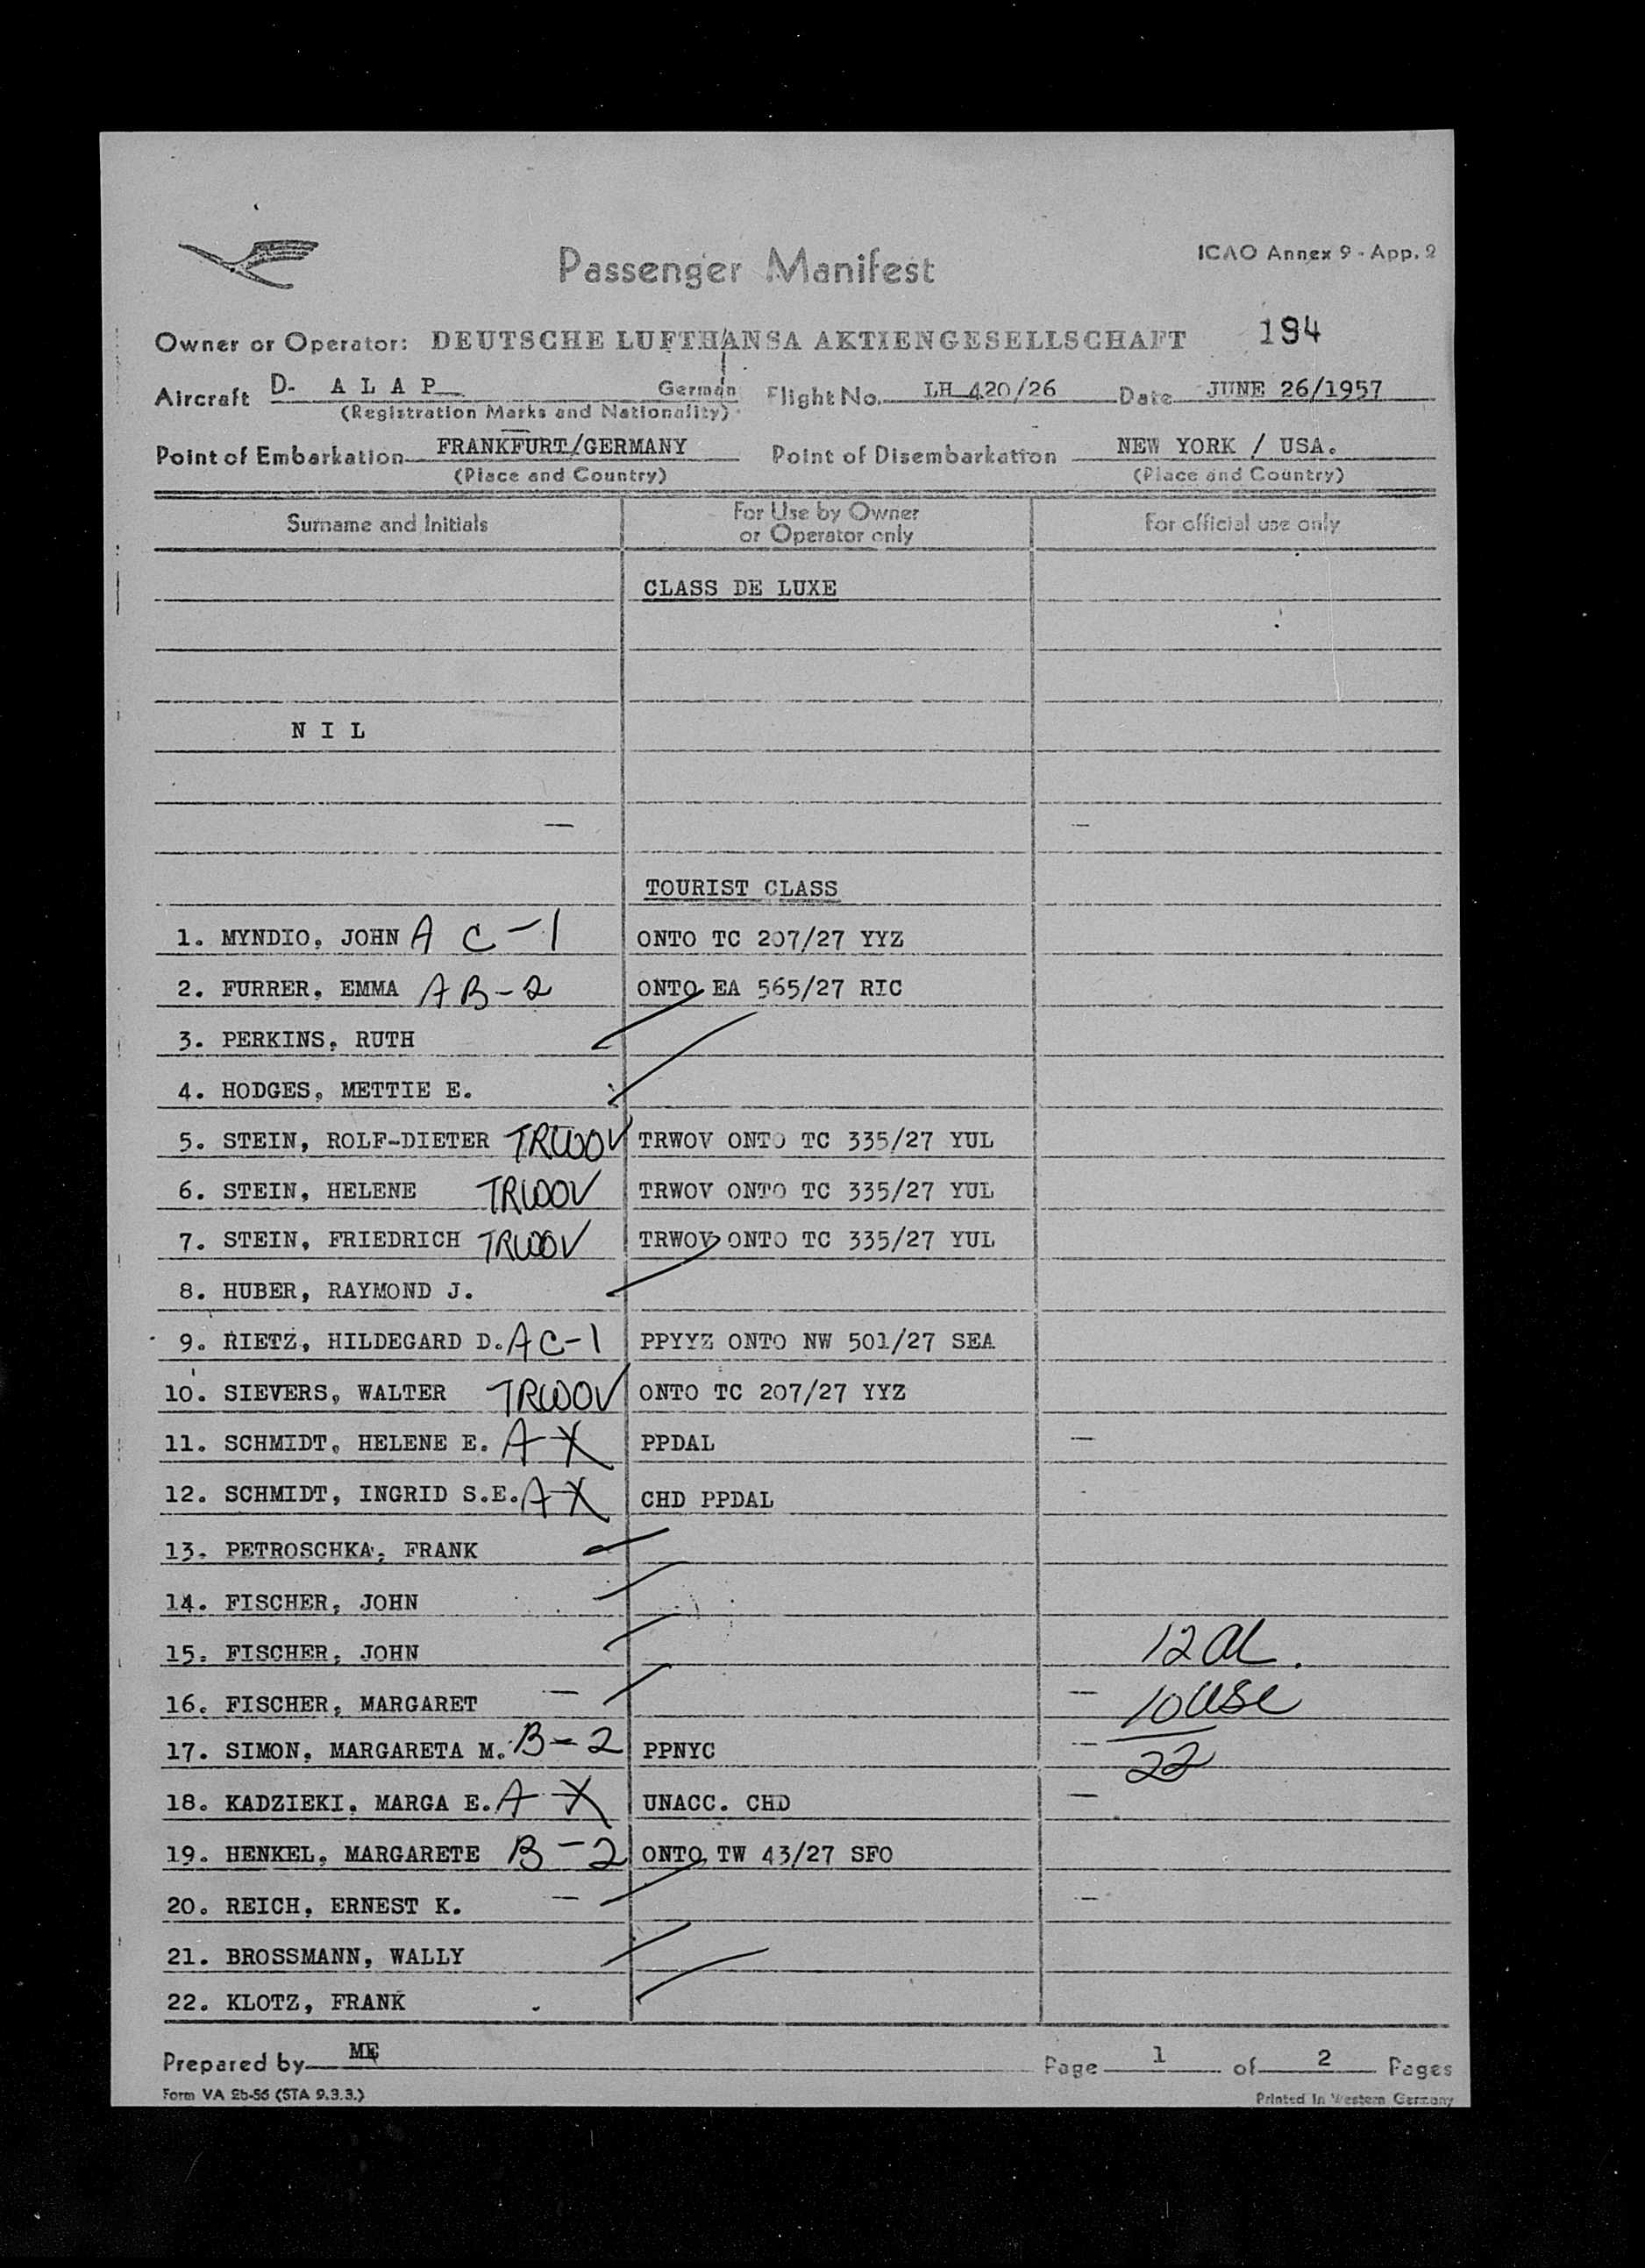 Passenger Manifest
ICAO Annex 9 - App. 2
Owner or Operator: DEUTSCHE LUFTHANSA AKTIENGESELLSCHAFT 194
Aircraft D- A L A P German Flight No. LH 420/26 Date JUNE 26/1957
(Registration Marks and Nationality)
Point of Embarkation FRANKFURT/GERMANY Point of Disembarkation NEW YORK / USA.
(Place and Country) (Place and Country)
Surname and Initials For Use by Owner or Operator only For official use only
CLASS DE LUXE
N I L
TOURIST CLASS
1. MYNDIO, JOHN A C-1 ONTO TC 207/27 YYZ
2. FURRER, EMMA A B-2 ONTO EA 565/27 RIC
3. PERKINS, RUTH
4. HODGES, METTIE E.
5. STEIN, ROLF-DIETER TRWOV TRWOV ONTO TC 335/27 YUL
6. STEIN, HELENE TRWOV TRWOV ONTO TC 335/27 YUL
7. STEIN, FRIEDRICH TRWOV TRWOV ONTO TC 335/27 YUL
8. HUBER, RAYMOND J.
9. RIETZ, HILDEGARD D. A C-1 PPYYZ ONTO NW 501/27 SEA
10. SIEVERS, WALTER TRWOV ONTO TC 207/27 YYZ
11. SCHMIDT, HELENE E. A X PPDAL
12. SCHMIDT, INGRID S.E. A X CHD PPDAL
13. PETROSCHKA, FRANK
14. FISCHER, JOHN
15. FISCHER, JOHN 12 al.
16. FISCHER, MARGARET 10 usc
17. SIMON, MARGARETA M. B-2 PPNYC 22
18. KADZIEKI, MARGA E. A X UNACC. CHD
19. HENKEL, MARGARETE B-2 ONTO TW 43/27 SFO
20. REICH, ERNEST K.
21. BROSSMANN, WALLY
22. KLOTZ, FRANK
Prepared by ME Page 1 of 2 Pages
Form VA 2b-56 (STA 9.3.3.) Printed in Western Germany